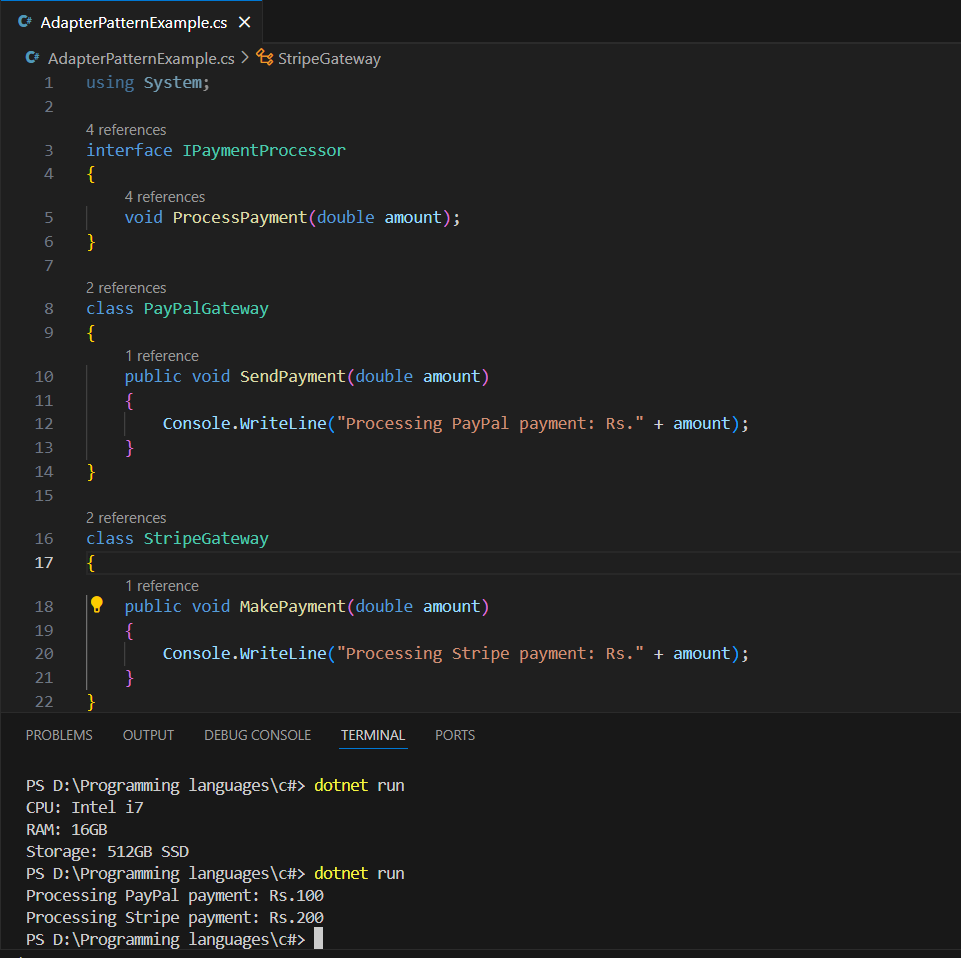 C# AdapterPatternExample.cs ×
C# AdapterPatternExample.cs > StripeGateway
1 using System;
2
4 references
3 interface IPaymentProcessor
4 {
4 references
5 void ProcessPayment(double amount);
6 }
7
2 references
8 class PayPalGateway
9 {
1 reference
10 public void SendPayment(double amount)
11 {
12 Console.WriteLine("Processing PayPal payment: Rs." + amount);
13 }
14 }
15
2 references
16 class StripeGateway
17 {
1 reference
18 public void MakePayment(double amount)
19 {
20 Console.WriteLine("Processing Stripe payment: Rs." + amount);
21 }
22 }
PROBLEMS OUTPUT DEBUG CONSOLE TERMINAL PORTS
PS D:\Programming languages\c#> dotnet run
CPU: Intel i7
RAM: 16GB
Storage: 512GB SSD
PS D:\Programming languages\c#> dotnet run
Processing PayPal payment: Rs.100
Processing Stripe payment: Rs.200
PS D:\Programming languages\c#>